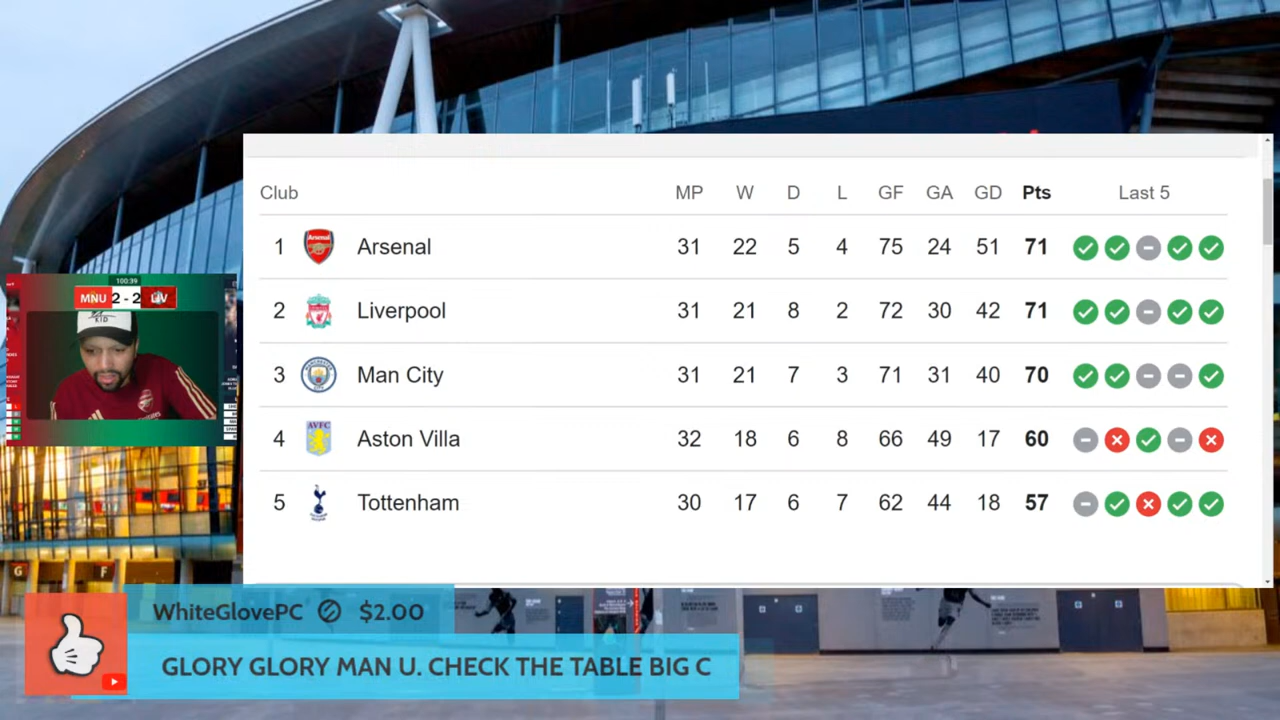 Club MP W D L GF GA GD Pts Last 5
1 Arsenal 31 22 5 4 75 24 51 71
2 Liverpool 31 21 8 2 72 30 42 71
3 Man City 31 21 7 3 71 31 40 70
4 AVFC Aston Villa 32 18 6 8 66 49 17 60
5 Tottenham 30 17 6 7 62 44 18 57
100:39
MNU 2 - 2 LIV
G F
WhiteGlovePC $2.00
GLORY GLORY MAN U. CHECK THE TABLE BIG C